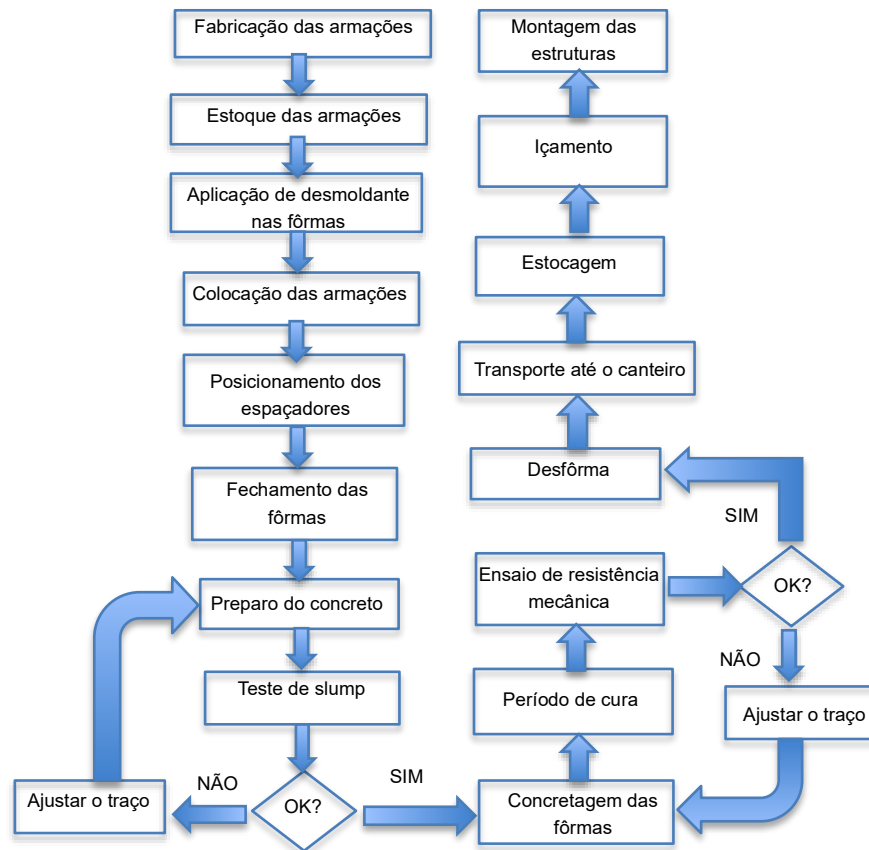 Fabricação das armações
Estoque das armações
Aplicação de desmoldante
nas fôrmas
Colocação das armações
Posicionamento dos
espaçadores
Fechamento das
fôrmas
Preparo do concreto
Teste de slump
OK?
NÃO
Ajustar o traço
SIM
Concretagem das
fôrmas
Período de cura
Ensaio de resistência
mecânica
OK?
NÃO
Ajustar o traço
SIM
Desfôrma
Transporte até o canteiro
Estocagem
Içamento
Montagem das
estruturas